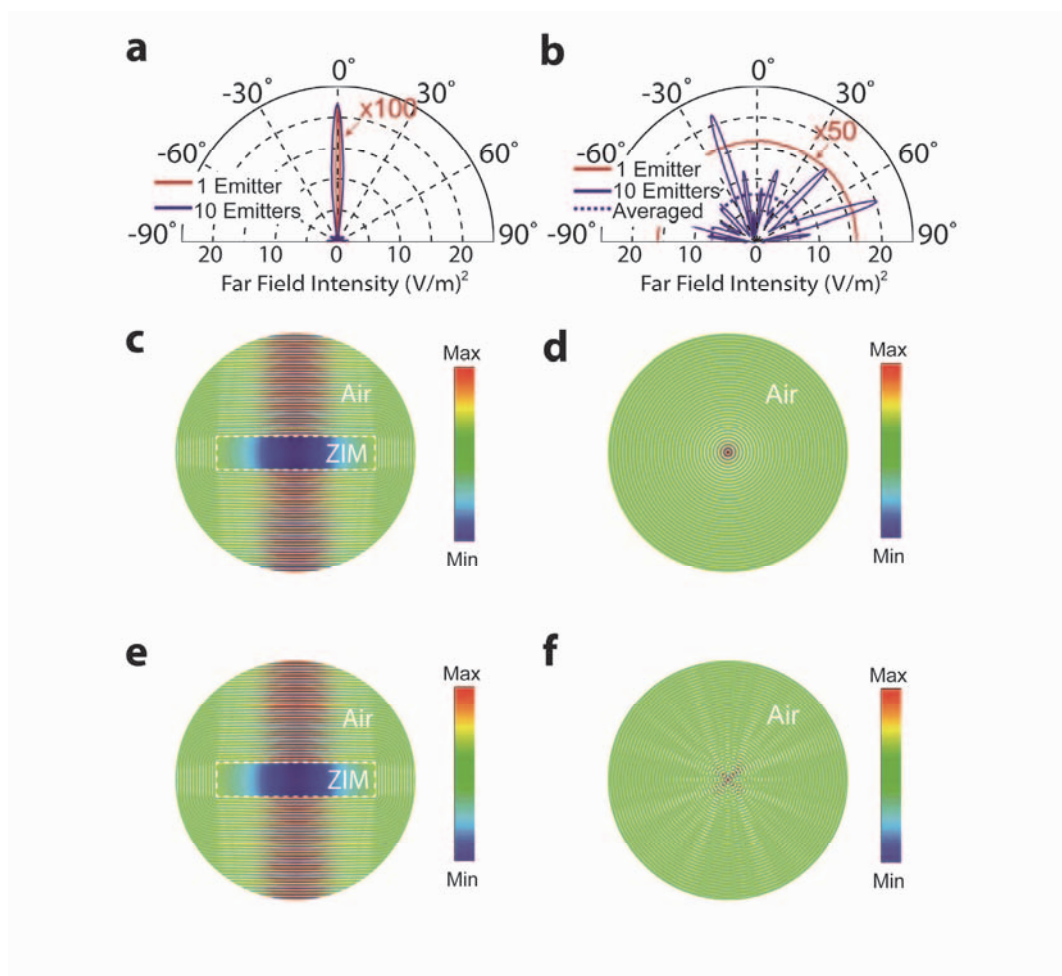 a
0°
-30°
30°
x100
-60°
60°
1 Emitter
10 Emitters
-90°
90°
20 10 0 10 20
Far Field Intensity (V/m)²
b
0°
-30°
30°
x50
-60°
60°
1 Emitter
10 Emitters
Averaged
-90°
90°
20 10 0 10 20
Far Field Intensity (V/m)²
c
Air
ZIM
Max
Min
d
Air
Max
Min
e
Air
ZIM
Max
Min
f
Air
Max
Min